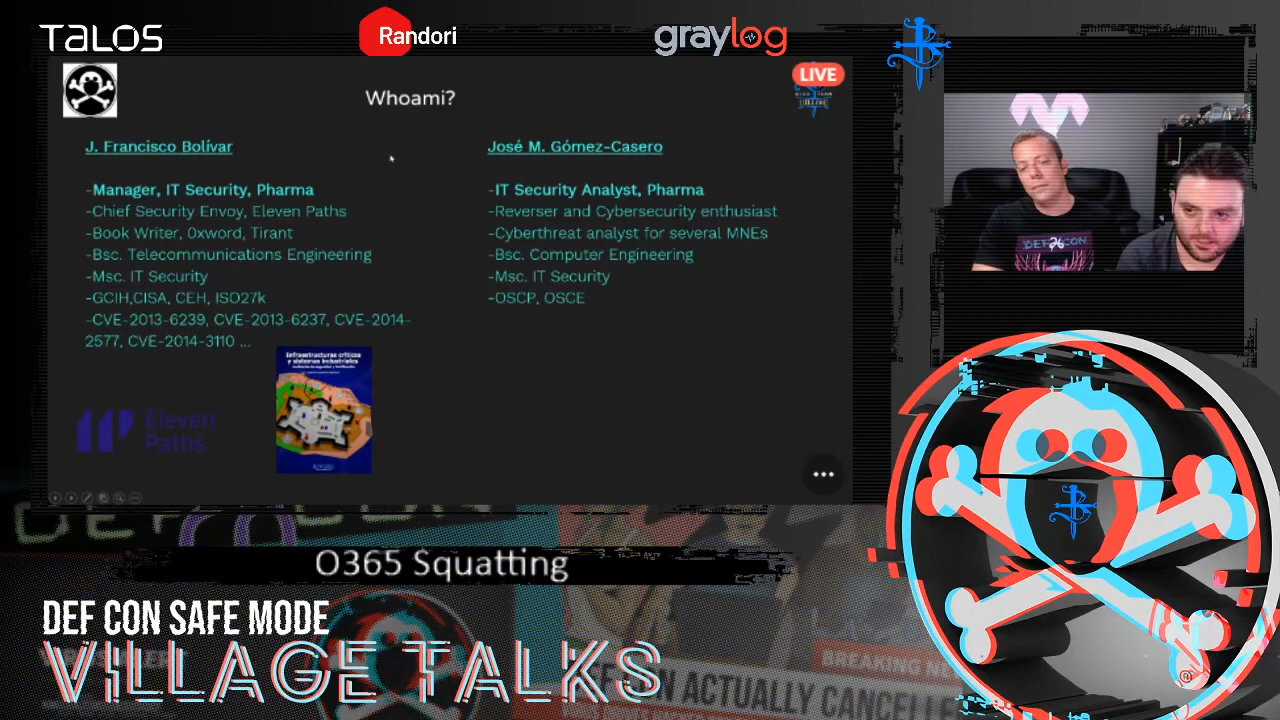 TALOS
Randori
graylog
LIVE
Whoami?
J. Francisco Bolívar
-Manager, IT Security, Pharma
-Chief Security Envoy, Eleven Paths
-Book Writer, 0xword, Tirant
-Bsc. Telecommunications Engineering
-Msc. IT Security
-GCIH,CISA, CEH, ISO27k
-CVE-2013-6239, CVE-2013-6237, CVE-2014-
2577, CVE-2014-3110 ...
José M. Gómez-Casero
-IT Security Analyst, Pharma
-Reverser and Cybersecurity enthusiast
-Cyberthreat analyst for several MNEs
-Bsc. Computer Engineering
-Msc. IT Security
-OSCP, OSCE
Infraestructuras críticas
y sistemas industriales
Eleven
Paths
DEF CON
DEF CON
O365 Squatting
DEF CON SAFE MODE
VILLAGE TALKS
BREAKING
ACTUALLY